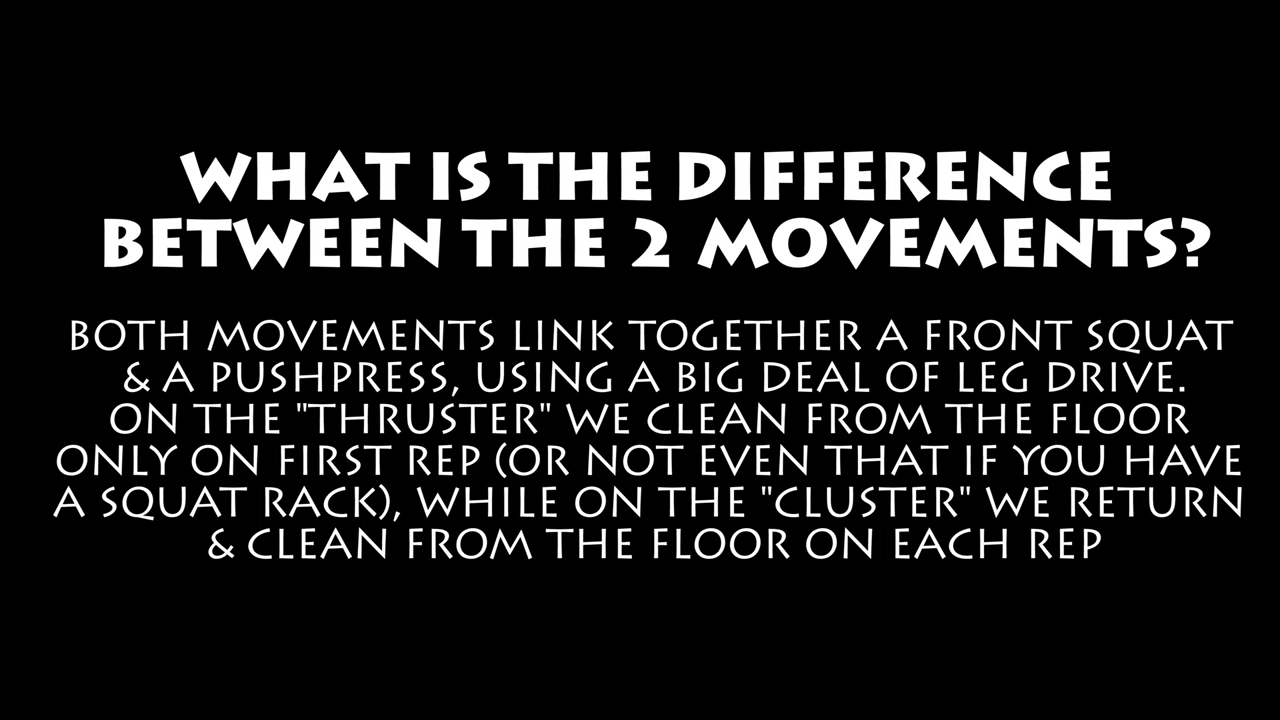 WHAT IS THE DIFFERENCE
BETWEEN THE 2 MOVEMENTS?
BOTH MOVEMENTS LINK TOGETHER A FRONT SQUAT
& A PUSHPRESS, USING A BIG DEAL OF LEG DRIVE.
ON THE "THRUSTER" WE CLEAN FROM THE FLOOR
ONLY ON FIRST REP (OR NOT EVEN THAT IF YOU HAVE
A SQUAT RACK), WHILE ON THE "CLUSTER" WE RETURN
& CLEAN FROM THE FLOOR ON EACH REP